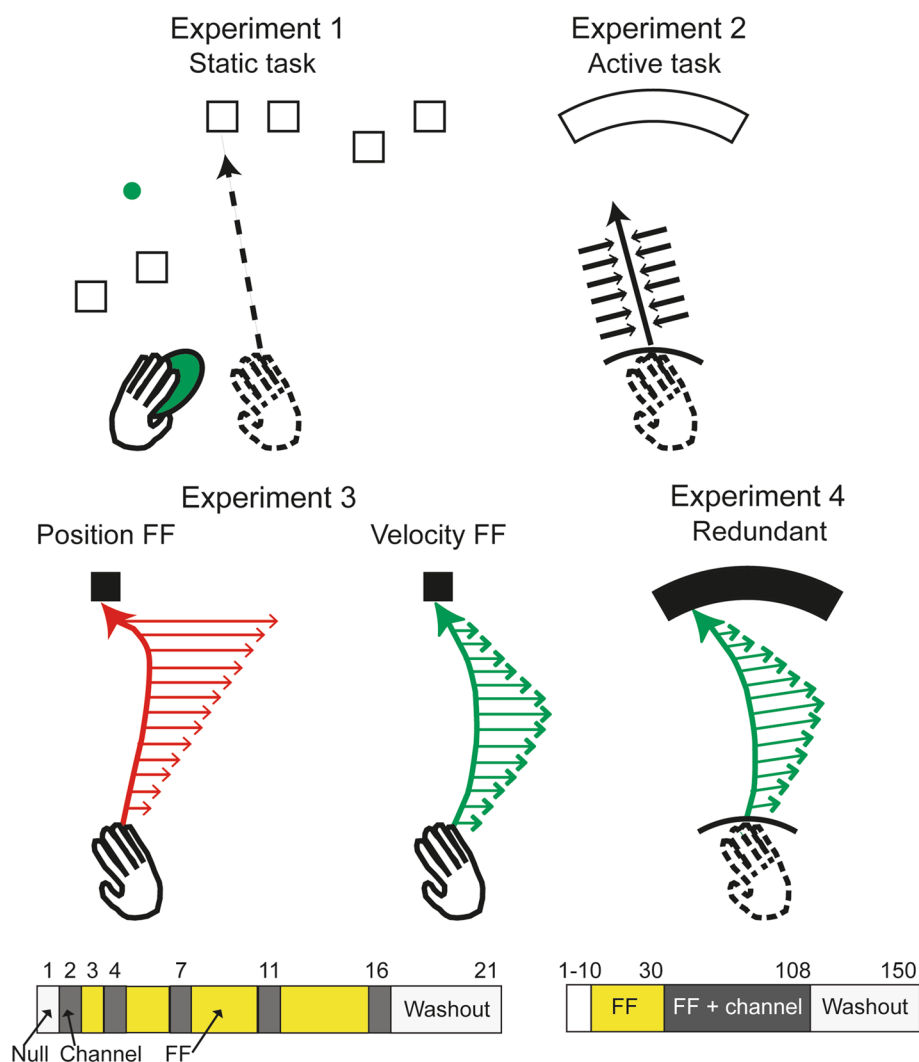 Experiment 1
Static task
Experiment 2
Active task
Experiment 3
Position FF
Velocity FF
Experiment 4
Redundant
1 2 3 4 7 11 16 21
Washout
Null Channel FF
1-10 30 108 150
FF FF + channel Washout